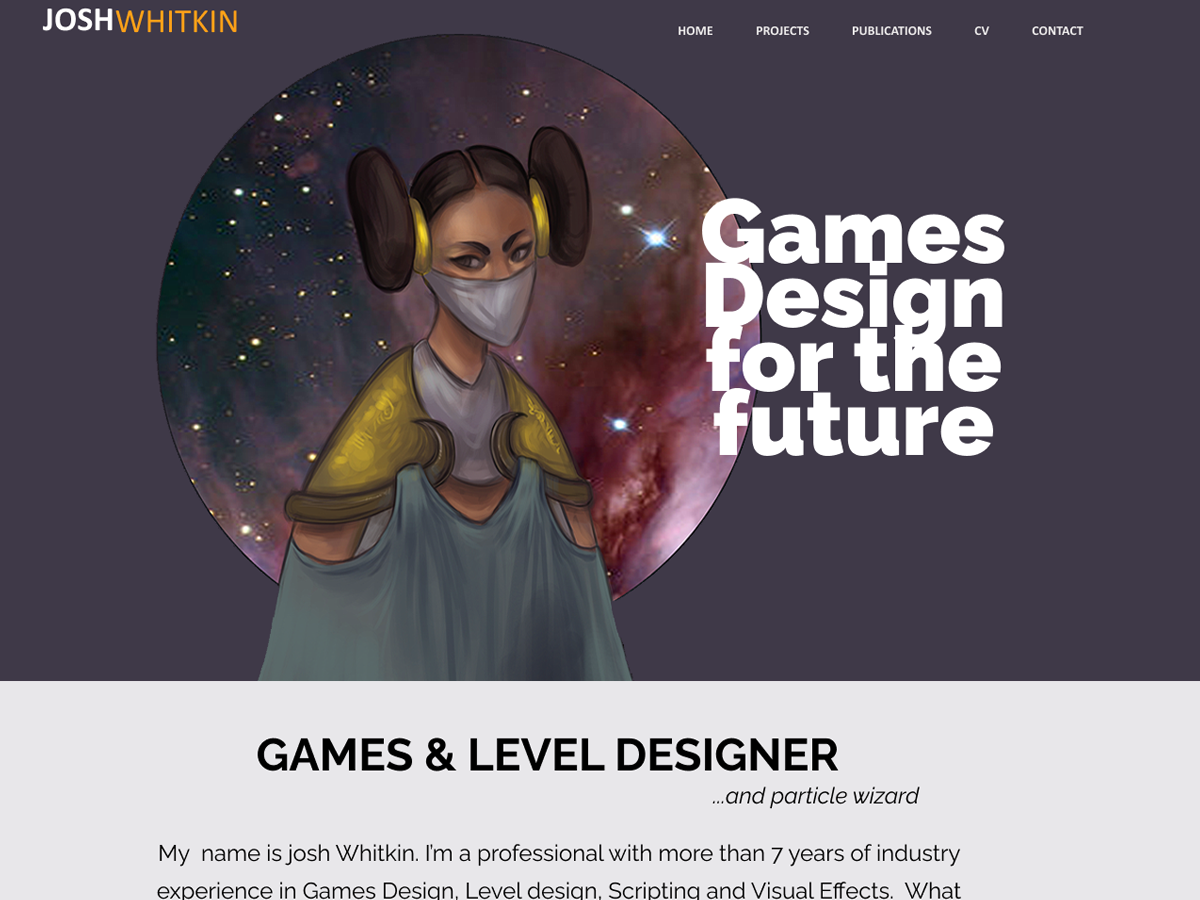 JOSHWHITKIN
HOME PROJECTS PUBLICATIONS CV CONTACT
Games
Design
for the
future
GAMES & LEVEL DESIGNER
...and particle wizard
My  name is josh Whitkin. I'm a professional with more than 7 years of industry
experience in Games Design, Level design, Scripting and Visual Effects.  What